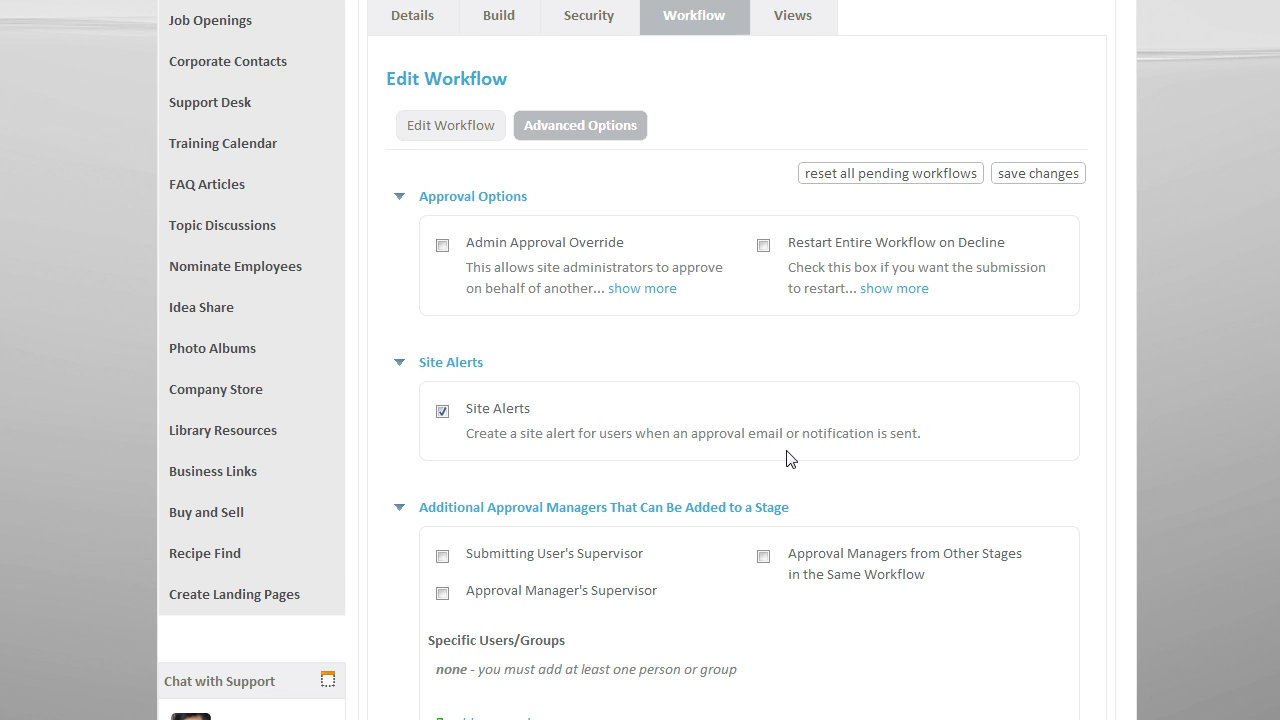 Job Openings
Corporate Contacts
Support Desk
Training Calendar
FAQ Articles
Topic Discussions
Nominate Employees
Idea Share
Photo Albums
Company Store
Library Resources
Business Links
Buy and Sell
Recipe Find
Create Landing Pages
Chat with Support
Details
Build
Security
Workflow
Views
Edit Workflow
Edit Workflow
Advanced Options
reset all pending workflows
save changes
Approval Options
Admin Approval Override
This allows site administrators to approve
on behalf of another... show more
Restart Entire Workflow on Decline
Check this box if you want the submission
to restart... show more
Site Alerts
Site Alerts
Create a site alert for users when an approval email or notification is sent.
Additional Approval Managers That Can Be Added to a Stage
Submitting User's Supervisor
Approval Manager's Supervisor
Approval Managers from Other Stages
in the Same Workflow
Specific Users/Groups
none - you must add at least one person or group